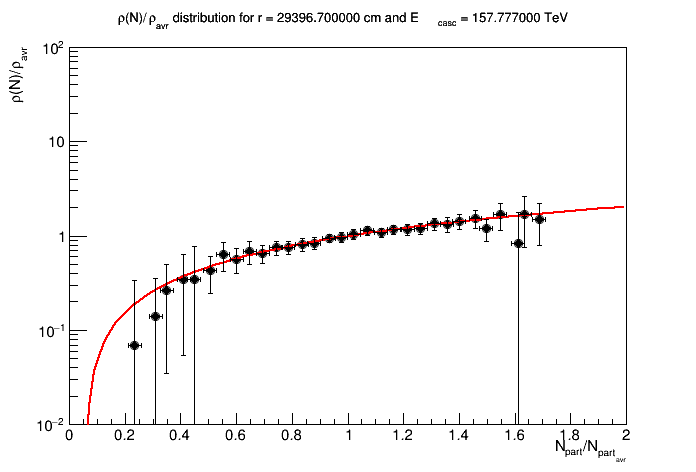 ρ(N)/ρavr distribution for r = 29396.700000 cm and E casc = 157.777000 TeV
ρ(N)/ρavr
10²
10
1
10⁻¹
10⁻²
0 0.2 0.4 0.6 0.8 1 1.2 1.4 1.6 1.8 2
Npart/Npartavr